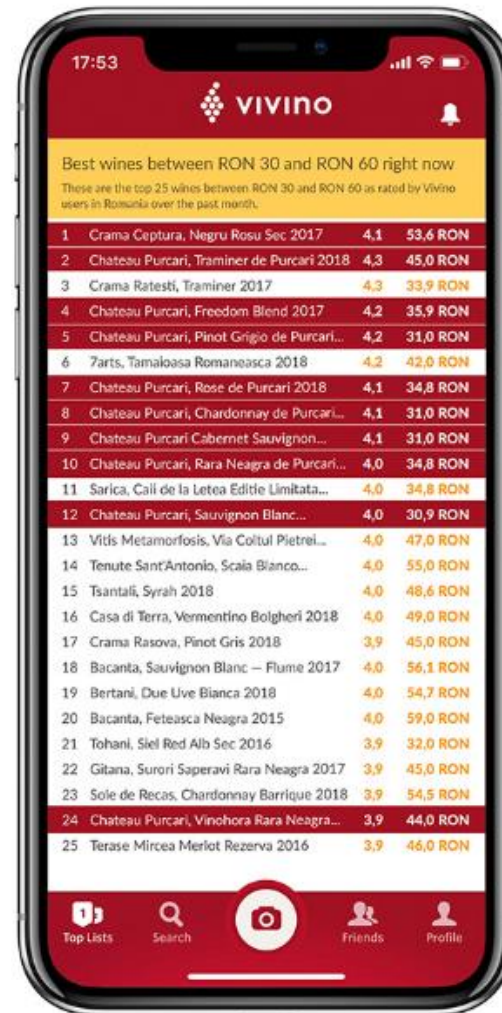 17:53
VIVINO
Best wines between RON 30 and RON 60 right now
These are the top 25 wines between RON 30 and RON 60 as rated by Vivino
users in Romania over the past month.
1 Crama Ceptura, Negru Rosu Sec 2017 4,1 53,6 RON
2 Chateau Purcari, Traminer de Purcari 2018 4,3 45,0 RON
3 Crama Ratesti, Traminer 2017 4,3 33,9 RON
4 Chateau Purcari, Freedom Blend 2017 4,2 35,9 RON
5 Chateau Purcari, Pinot Grigio de Purcari... 4,2 31,0 RON
6 7arts, Tamaioasa Romaneasca 2018 4,2 42,0 RON
7 Chateau Purcari, Rose de Purcari 2018 4,1 34,8 RON
8 Chateau Purcari, Chardonnay de Purcari... 4,1 31,0 RON
9 Chateau Purcari Cabernet Sauvignon... 4,1 31,0 RON
10 Chateau Purcari, Rara Neagra de Purcari... 4,0 34,8 RON
11 Sarica, Caii de la Letea Editie Limitata... 4,0 34,8 RON
12 Chateau Purcari, Sauvignon Blanc... 4,0 30,9 RON
13 Vitis Metamorfosis, Via Coltul Pietrei... 4,0 47,0 RON
14 Tenute Sant'Antonio, Scaia Blanco... 4,0 55,0 RON
15 Tsantali, Syrah 2018 4,0 48,6 RON
16 Casa di Terra, Vermentino Bolgheri 2018 4,0 49,0 RON
17 Crama Rasova, Pinot Gris 2018 3,9 45,0 RON
18 Bacanta, Sauvignon Blanc — Flume 2017 4,0 56,1 RON
19 Bertani, Due Uve Bianca 2018 4,0 54,7 RON
20 Bacanta, Feteasca Neagra 2015 4,0 59,0 RON
21 Tohani, Siel Red Alb Sec 2016 3,9 32,0 RON
22 Gitana, Surori Saperavi Rara Neagra 2017 3,9 45,0 RON
23 Sole de Recas, Chardonnay Barrique 2018 3,9 54,5 RON
24 Chateau Purcari, Vinohora Rara Neagra... 3,9 44,0 RON
25 Terase Mircea Merlot Rezerva 2016 3,9 46,0 RON
1
Top Lists Search Friends Profile